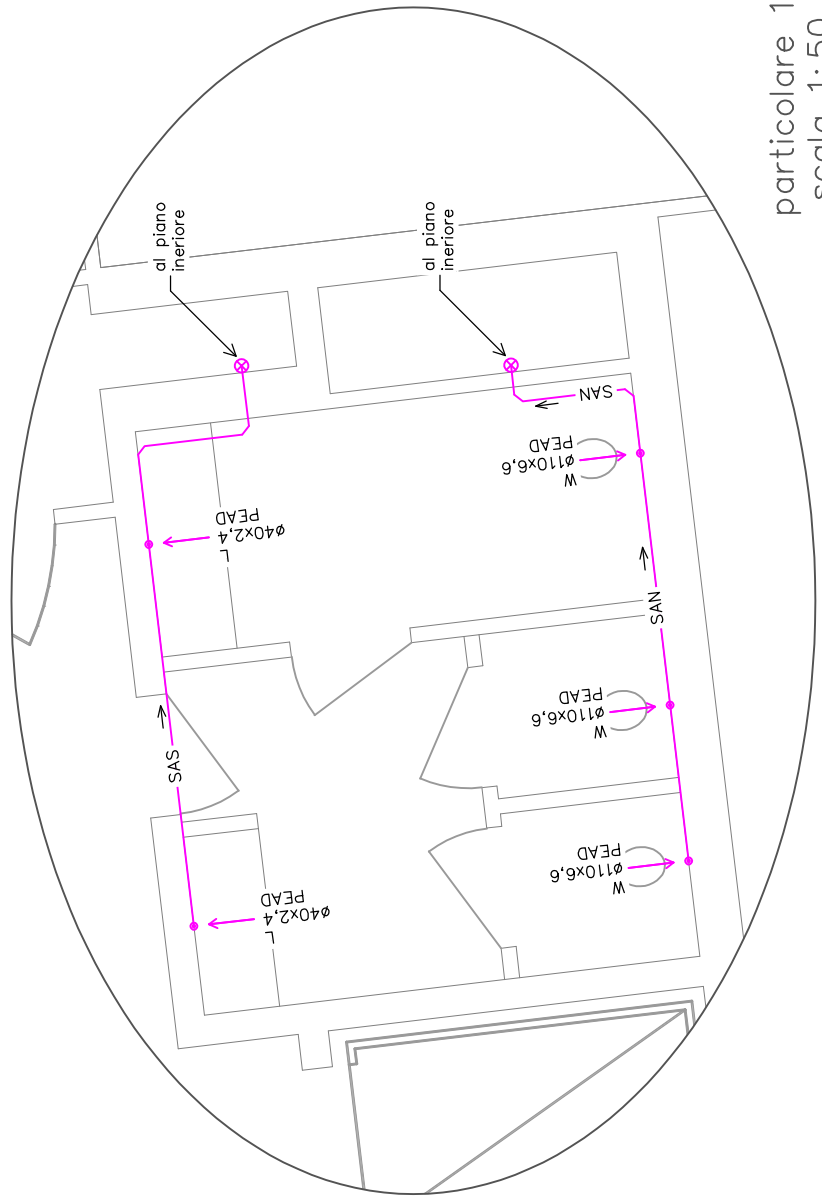 al piano
ineriore
al piano
ineriore
particolare 1
scala 1:50
SAN
W
ø110x6,6
PEAD
L
ø40x2,4
PEAD
SAN
W
ø110x6,6
PEAD
SAS
W
ø110x6,6
PEAD
L
ø40x2,4
PEAD